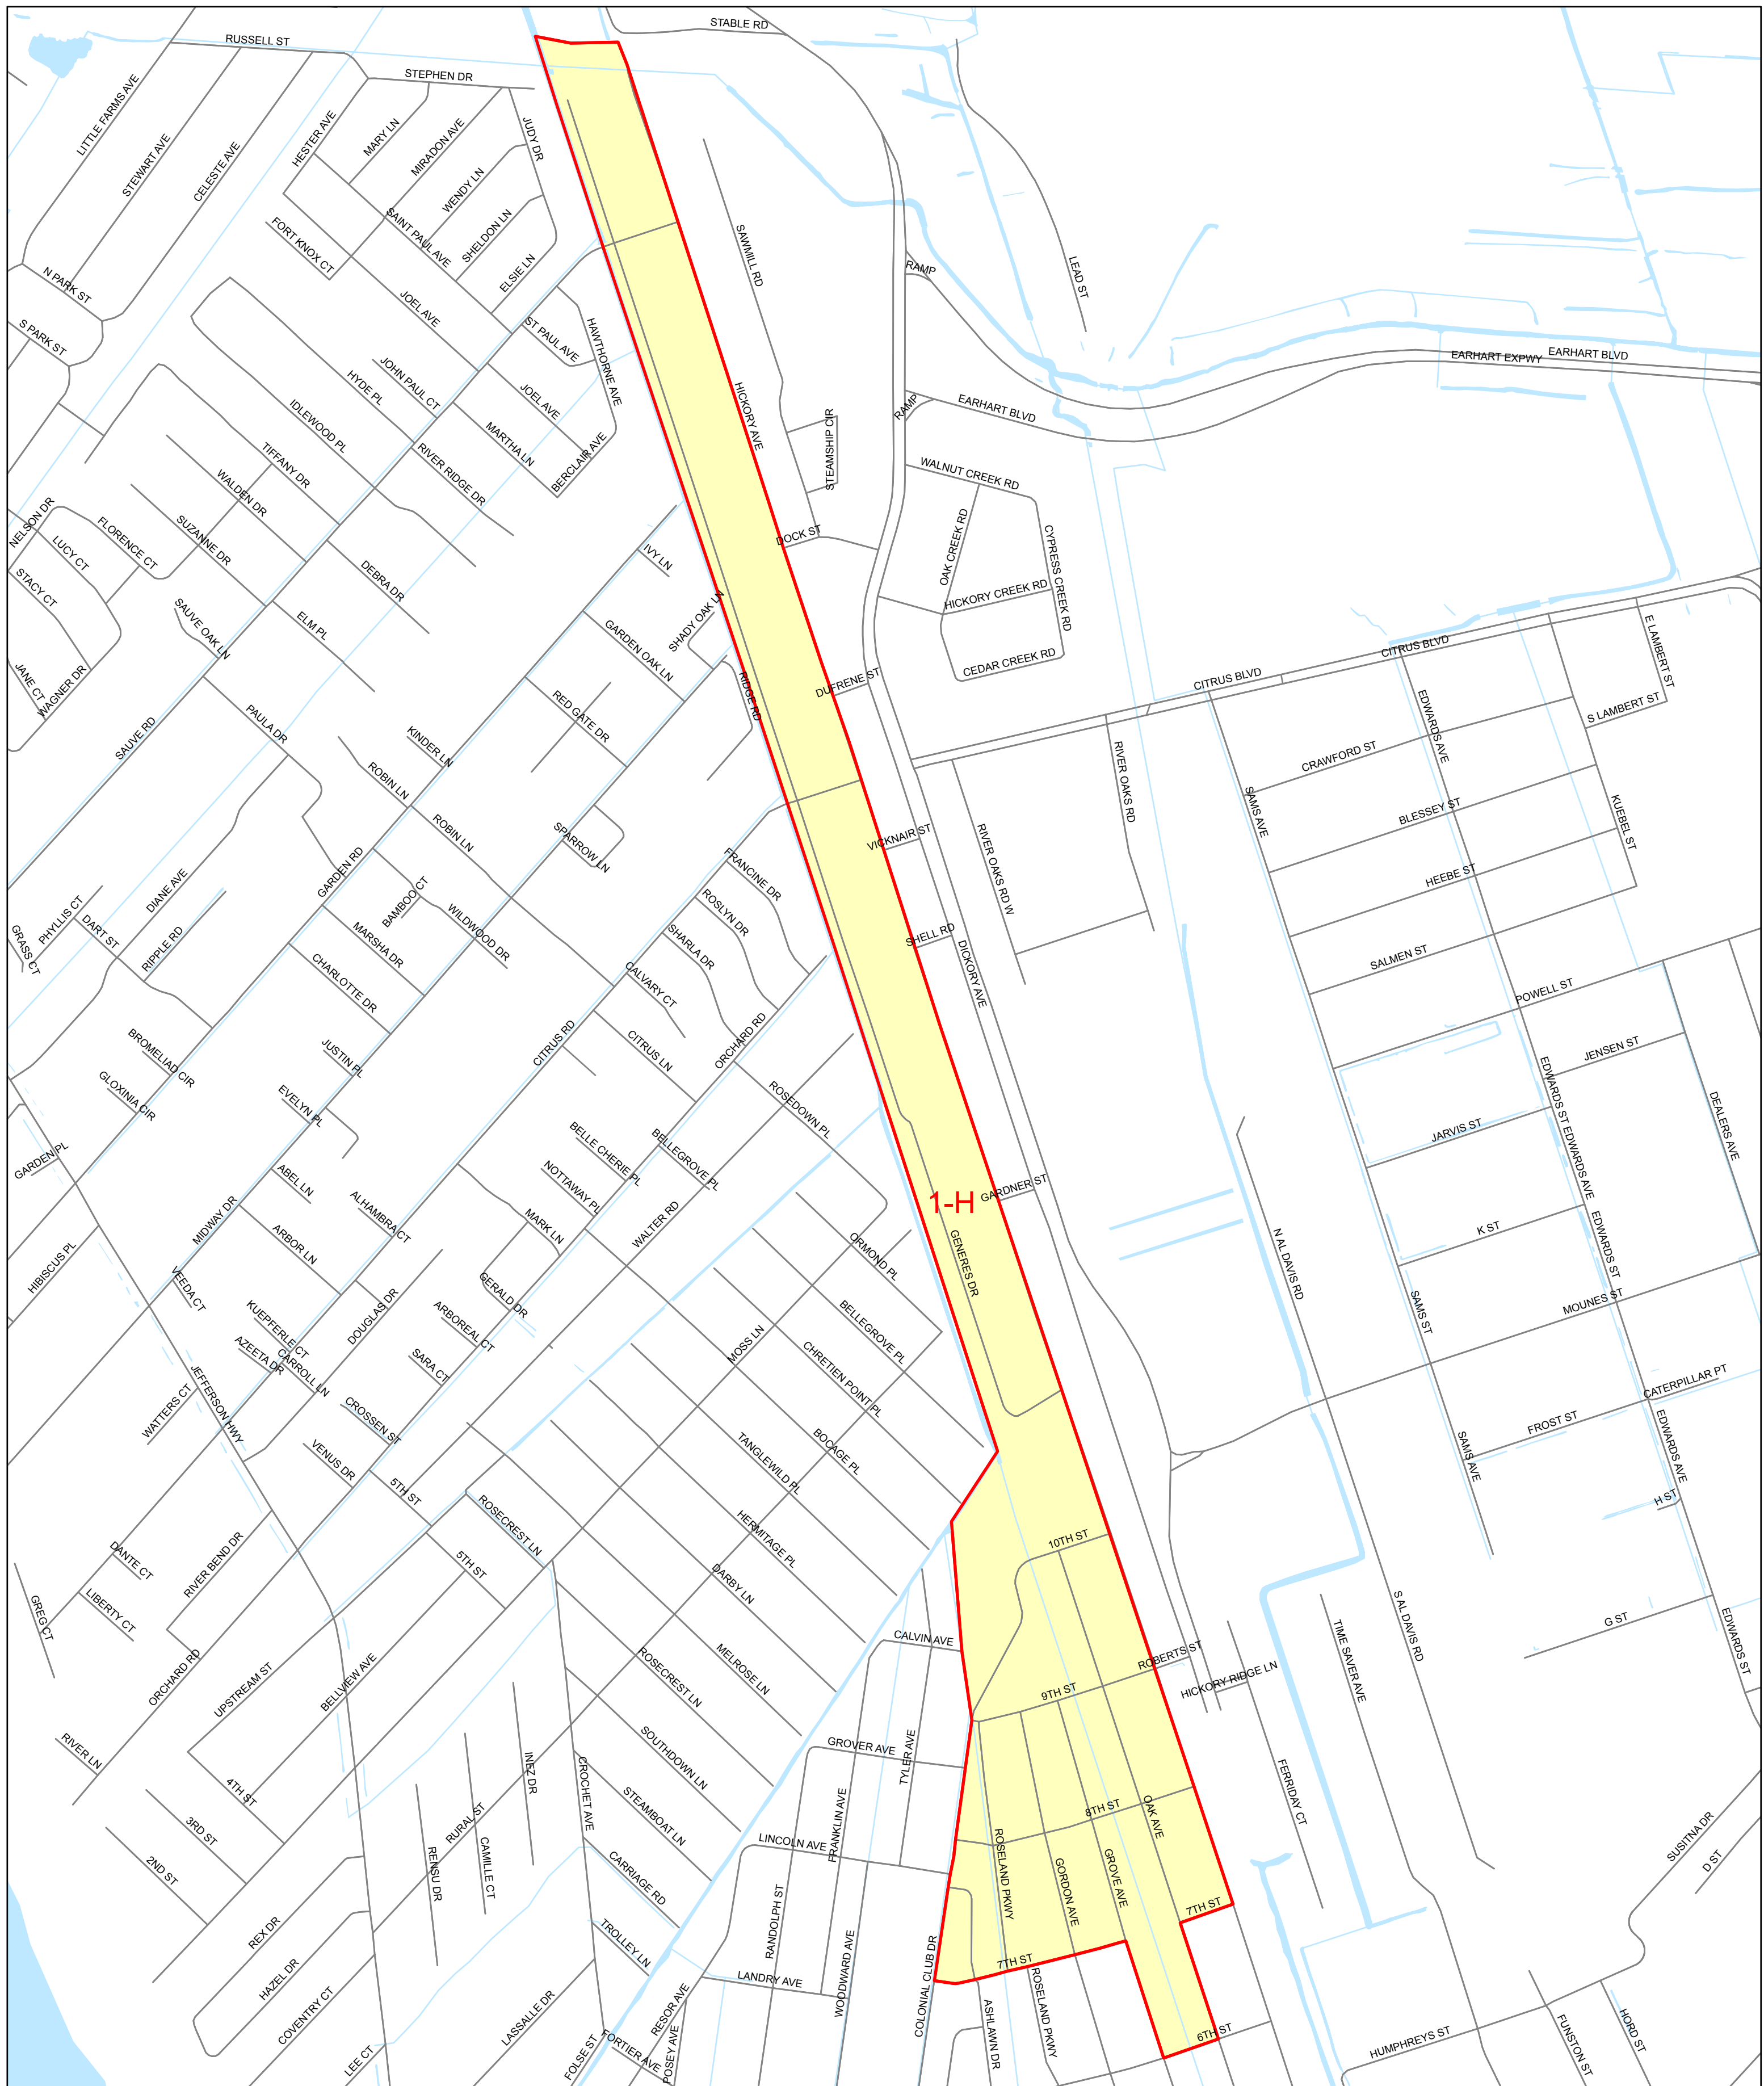 STABLE RD
RUSSELL ST
STEPHEN DR
LITTLE FARMS AVE
STEWART AVE
CELESTE AVE
HESTER AVE
MARY LN
MIRADON AVE
JUDY DR
WENDY LN
SHELDON LN
SAINT PAUL AVE
ELSIE LN
FORT KNOX CT
JOEL AVE
N PARK ST
S PARK ST
SAWMILL RD
RAMP
LEAD ST
HAWTHORNE AVE
ST PAUL AVE
JOHN PAUL CT
HYDE PL
IDLEWOOD PL
JOEL AVE
MARTHA LN
BERCLAIR AVE
RIVER RIDGE DR
HICKORY AVE
STEAMSHIP CIR
RAMP
EARHART BLVD
EARHART EXPWY
EARHART BLVD
TIFFANY DR
WALDEN DR
SUZANNE DR
NELSON DR
LUCY CT
FLORENCE CT
STACY CT
DEBRA DR
ELM PL
SAUVE OAK LN
JANE CT
WAGNER DR
IVY LN
SHADY OAK LN
GARDEN OAK LN
RED GATE DR
RIDGE RD
DOCK ST
WALNUT CREEK RD
OAK CREEK RD
CYPRESS CREEK RD
HICKORY CREEK RD
CEDAR CREEK RD
DUFRENE ST
CITRUS BLVD
CITRUS BLVD
E LAMBERT ST
S LAMBERT ST
EDWARDS AVE
CRAWFORD ST
SAUVE RD
PAULA DR
KINDER LN
ROBIN LN
ROBIN LN
SPARROW LN
FRANCINE DR
ROSLYN DR
SHARLA DR
VICKNAIR ST
RIVER OAKS RD
RIVER OAKS RD W
SAMS AVE
BLESSEY ST
KUEBEL ST
HEEBE ST
SALMEN ST
POWELL ST
JENSEN ST
JARVIS ST
DEALERS AVE
EDWARDS ST
EDWARDS AVE
GARDEN RD
DIANE AVE
PHYLLIS CT
DART ST
GRASS CT
RIPPLE RD
BAMBOO CT
WILDWOOD DR
MARSHA DR
CHARLOTTE DR
SHELL RD
DICKORY AVE
CALVARY CT
CITRUS RD
CITRUS LN
ORCHARD RD
ROSEDOWN PL
BROMELIAD CIR
GLOXINIA CIR
JUSTIN PL
EVELYN PL
GARDEN PL
ABEL LN
MIDWAY DR
ARBOR LN
ALHAMBRA CT
BELLE CHERIE PL
NOTTAWAY PL
BELLEGROVE PL
MARK LN
WALTER RD
GERALD DR
HIBISCUS PL
VEEDA CT
KUEPFERLE CT
AZEETA DR
CARROLL LN
DOUGLAS DR
ARBOREAL CT
SARA CT
CROSSEN ST
1-H
GARDNER ST
GENERES DR
ORMOND PL
BELLEGROVE PL
CHRETIEN POINT PL
MOSS LN
BOCAGE PL
TANGLEWILD PL
HERMITAGE PL
DARBY LN
N AL DAVIS RD
K ST
EDWARDS ST
MOUNES ST
SAMS ST
CATERPILLAR PT
FROST ST
SAMS AVE
EDWARDS AVE
H ST
WATTERS CT
JEFFERSON HWY
VENUS DR
5TH ST
ROSECREST LN
5TH ST
DANTE CT
LIBERTY CT
RIVER BEND DR
GREG CT
ORCHARD RD
UPSTREAM ST
BELLVIEW AVE
RIVER LN
4TH ST
3RD ST
2ND ST
MELROSE LN
ROSECREST LN
SOUTHDOWN LN
STEAMBOAT LN
CARRIAGE RD
TROLLEY LN
INEZ DR
CROCHET AVE
RURAL ST
RENSU DR
CAMILLE CT
REX DR
HAZEL DR
COVENTRY CT
LEE CT
LASSALLE DR
FOLSE ST
FORTIER AVE
RESOR AVE
POSEY AVE
LANDRY AVE
RANDOLPH ST
LINCOLN AVE
FRANKLIN AVE
WOODWARD AVE
GROVER AVE
TYLER AVE
CALVIN AVE
COLONIAL CLUB DR
10TH ST
ROBERTS ST
9TH ST
8TH ST
OAK AVE
GROVE AVE
GORDON AVE
ROSELAND PKWY
7TH ST
7TH ST
ASHLAWN DR
ROSELAND PKWY
6TH ST
HICKORY RIDGE LN
FERRIDAY CT
TIME SAVER AVE
S AL DAVIS RD
G ST
EDWARDS ST
SUSITNA DR
D ST
HUMPHREYS ST
FUNSTON ST
HORD ST